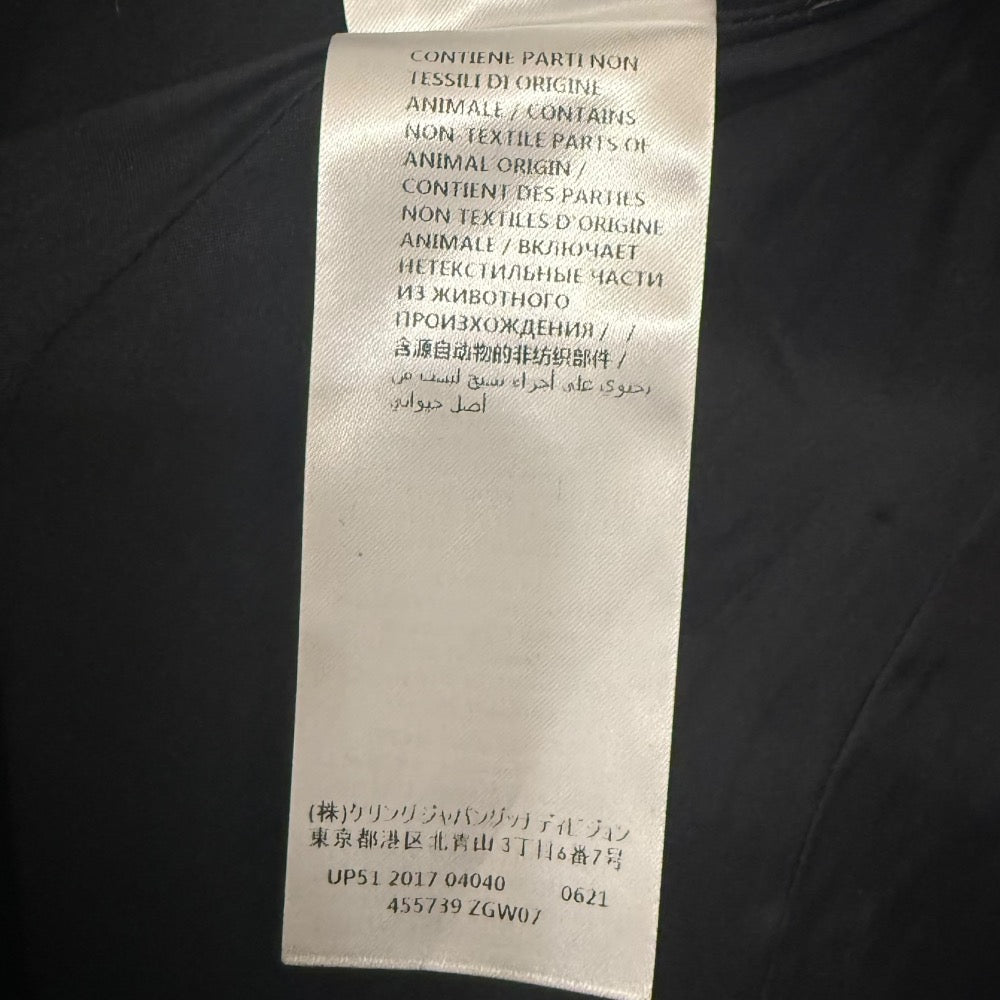 CONTIENE PARTI NON
TESSILI DI ORIGINE
ANIMALE / CONTAINS
NON-TEXTILE PARTS OF
ANIMAL ORIGIN /
CONTIENT DES PARTIES
NON TEXTILES D'ORIGINE
ANIMALE / ВКЛЮЧАЕТ
НЕТЕКСТИЛЬНЫЕ ЧАСТИ
ИЗ ЖИВОТНОГО
ПРОИЗХОЖДЕНИЯ / /
含源自动物的非纺织部件 /
يحتوي على أجزاء نسيج ليست من
أصل حيواني
(株)ケリングジャパングッチディビジョン
東京都港区北青山3丁目6番7号
UP51 2017 04040 0621
455739 ZGW07